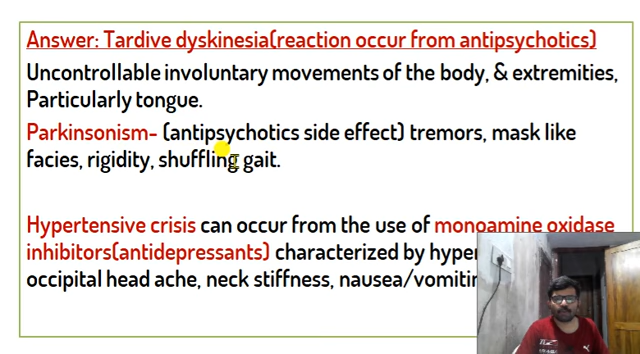 Answer: Tardive dyskinesia(reaction occur from antipsychotics)
Uncontrollable involuntary movements of the body, & extremities,
Particularly tongue.
Parkinsonism- (antipsychotics side effect) tremors, mask like
facies, rigidity, shuffling gait.
Hypertensive crisis can occur from the use of monoamine oxidase
inhibitors(antidepressants) characterized by
occipital head ache, neck stiffness,